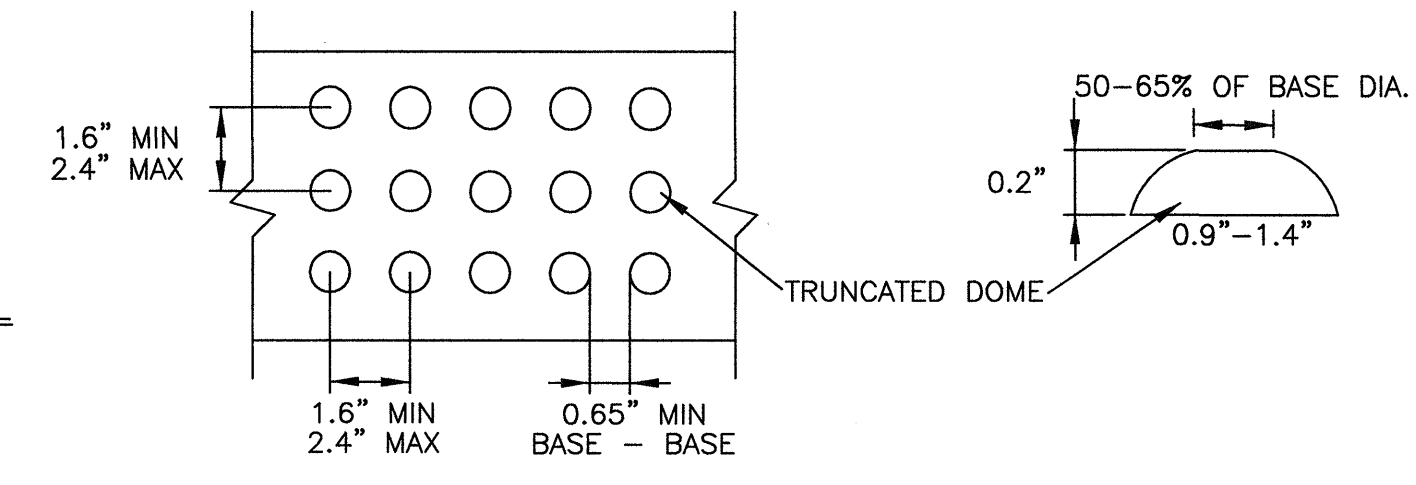 50-65% OF BASE DIA.
1.6" MIN
2.4" MAX
0.2"
0.9"-1.4"
TRUNCATED DOME
1.6" MIN
2.4" MAX
0.65" MIN
BASE - BASE